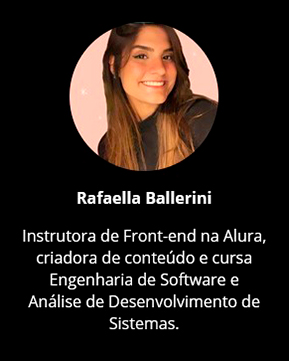 Rafaella Ballerini
Instrutora de Front-end na Alura,
criadora de conteúdo e cursa
Engenharia de Software e
Análise de Desenvolvimento de
Sistemas.